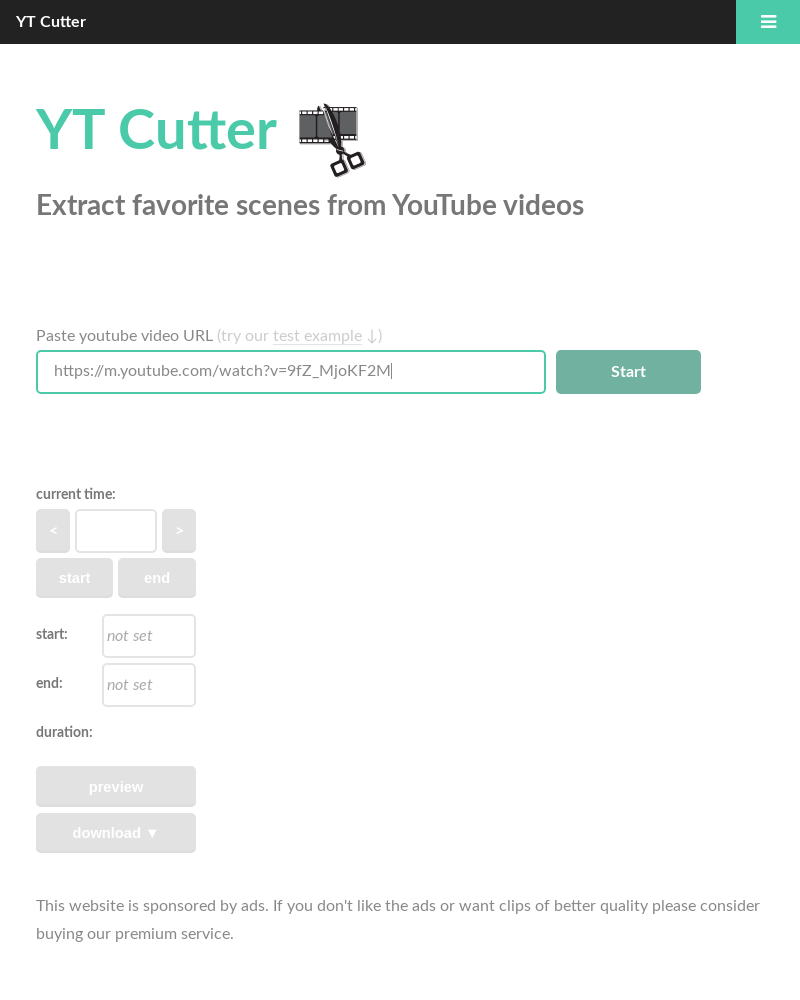 YT Cutter
YT Cutter
Extract favorite scenes from YouTube videos
Paste youtube video URL (try our test example ↓)
https://m.youtube.com/watch?v=9fZ_MjoKF2M
Start
current time:
< >
start end
start: not set
end: not set
duration:
preview
download ▼
This website is sponsored by ads. If you don't like the ads or want clips of better quality please consider
buying our premium service.